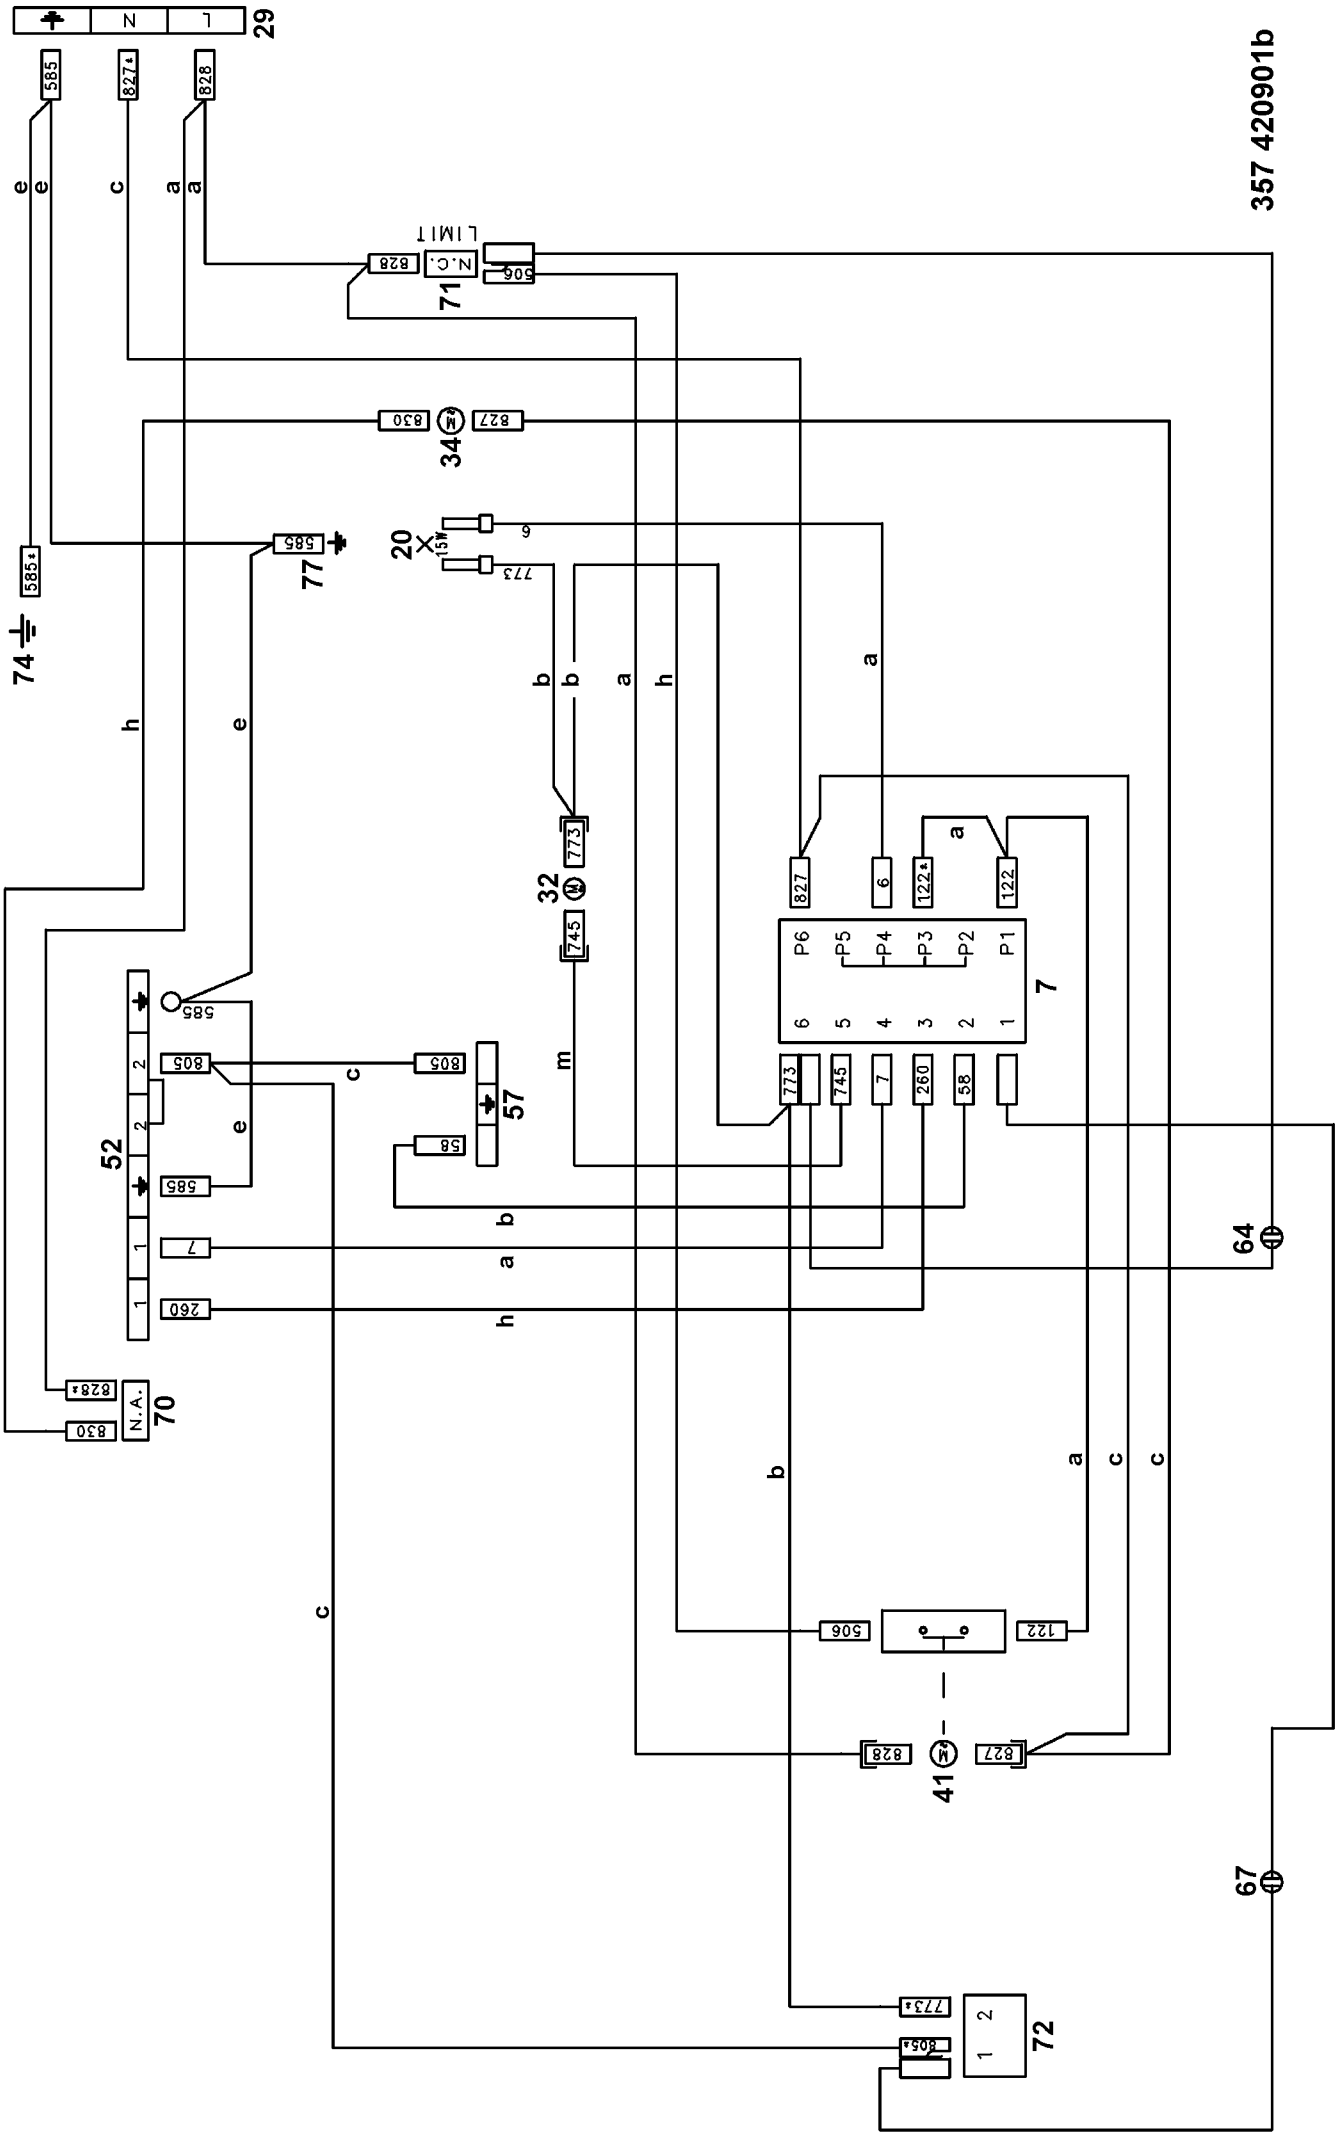 L
N
29
585
827*
828
e
e
c
a
a
357 420901b
LIMIT
828
N.C.
506
71
830
M
827
34
20
15W
6
773
585*
585
77
74
h
e
b
b
a
h
a
773
32
M
745
a
827
6
122*
122
P6
P5
P4
P3
P2
P1
6
5
4
3
2
1
7
773
745
7
260
58
585
2
805
c
805
m
57
2
52
e
58
585
1
7
b
a
1
260
h
64
828*
830
N.A.
70
b
a
c
c
c
506
122
828
M
827
41
67
773*
805*
2
1
72